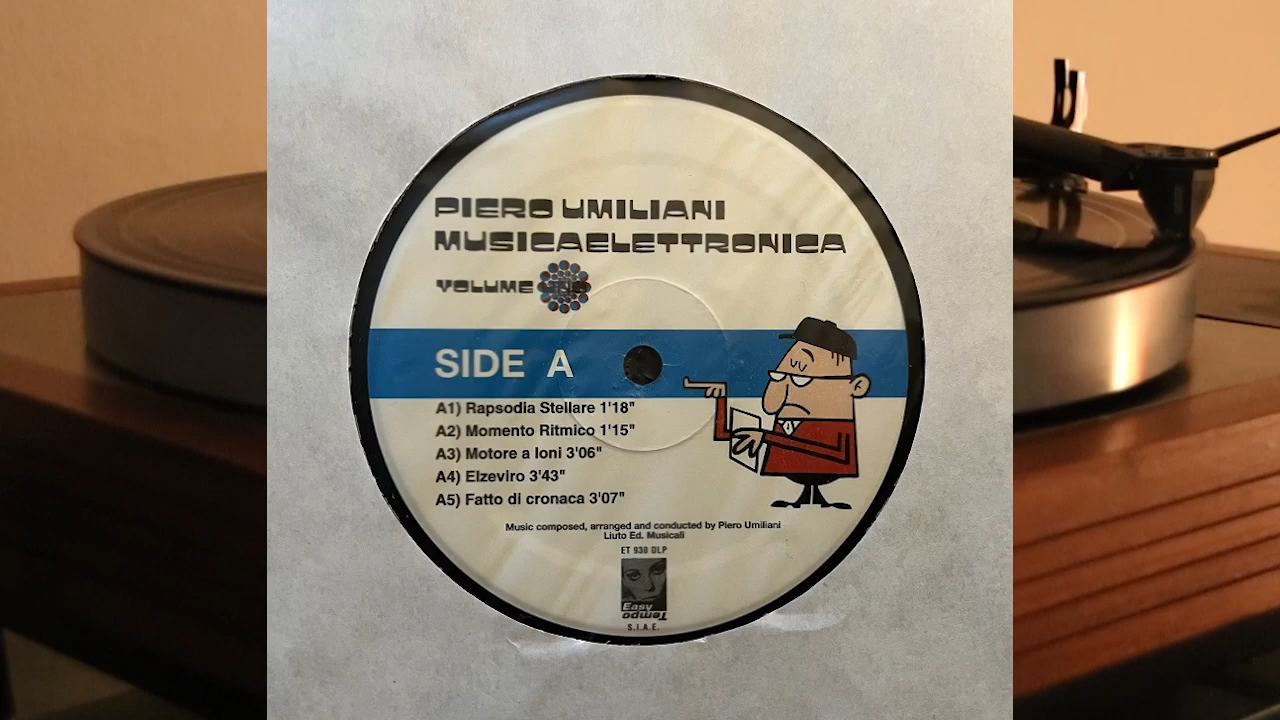 PIERO UMILIANI
MUSICAELETTRONICA
VOLUME UNO
SIDE A
A1) Rapsodia Stellare 1'18"
A2) Momento Ritmico 1'15"
A3) Motore a Ioni 3'06"
A4) Elzeviro 3'43"
A5) Fatto di cronaca 3'07"
Music composed, arranged and conducted by Piero Umiliani
Liuto Ed. Musicali
ET 930 DLP
Easy
Tempo
S.I.A.E.